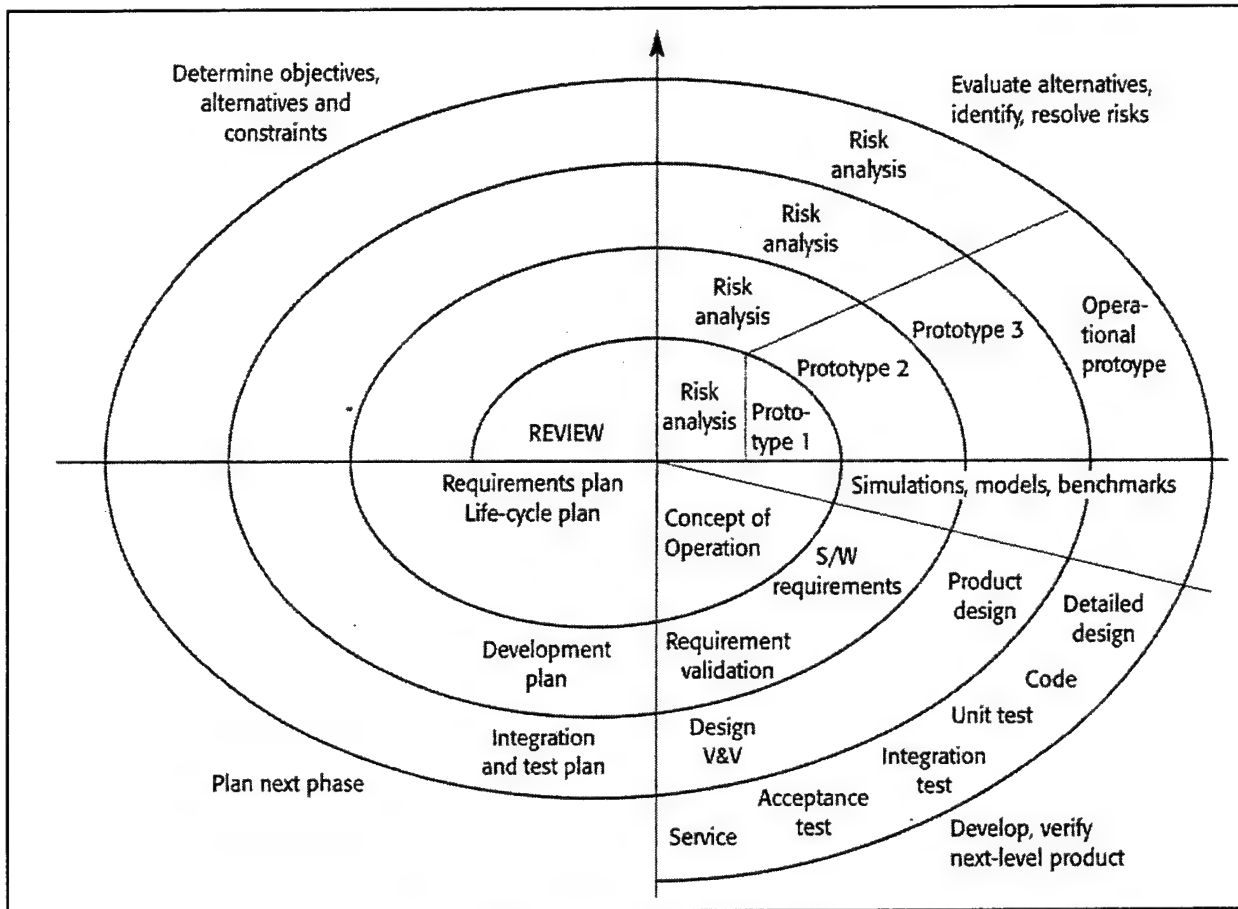 Determine objectives,
alternatives and
constraints
Evaluate alternatives,
identify, resolve risks
Risk
analysis
Risk
analysis
Risk
analysis
Risk
analysis
Proto-
type 1
Prototype 2
Prototype 3
Opera-
tional
protoype
REVIEW
Requirements plan
Life-cycle plan
Concept of
Operation
Simulations, models, benchmarks
S/W
requirements
Product
design
Detailed
design
Development
plan
Requirement
validation
Code
Unit test
Integration
and test plan
Design
V&V
Integration
test
Acceptance
test
Service
Plan next phase
Develop, verify
next-level product